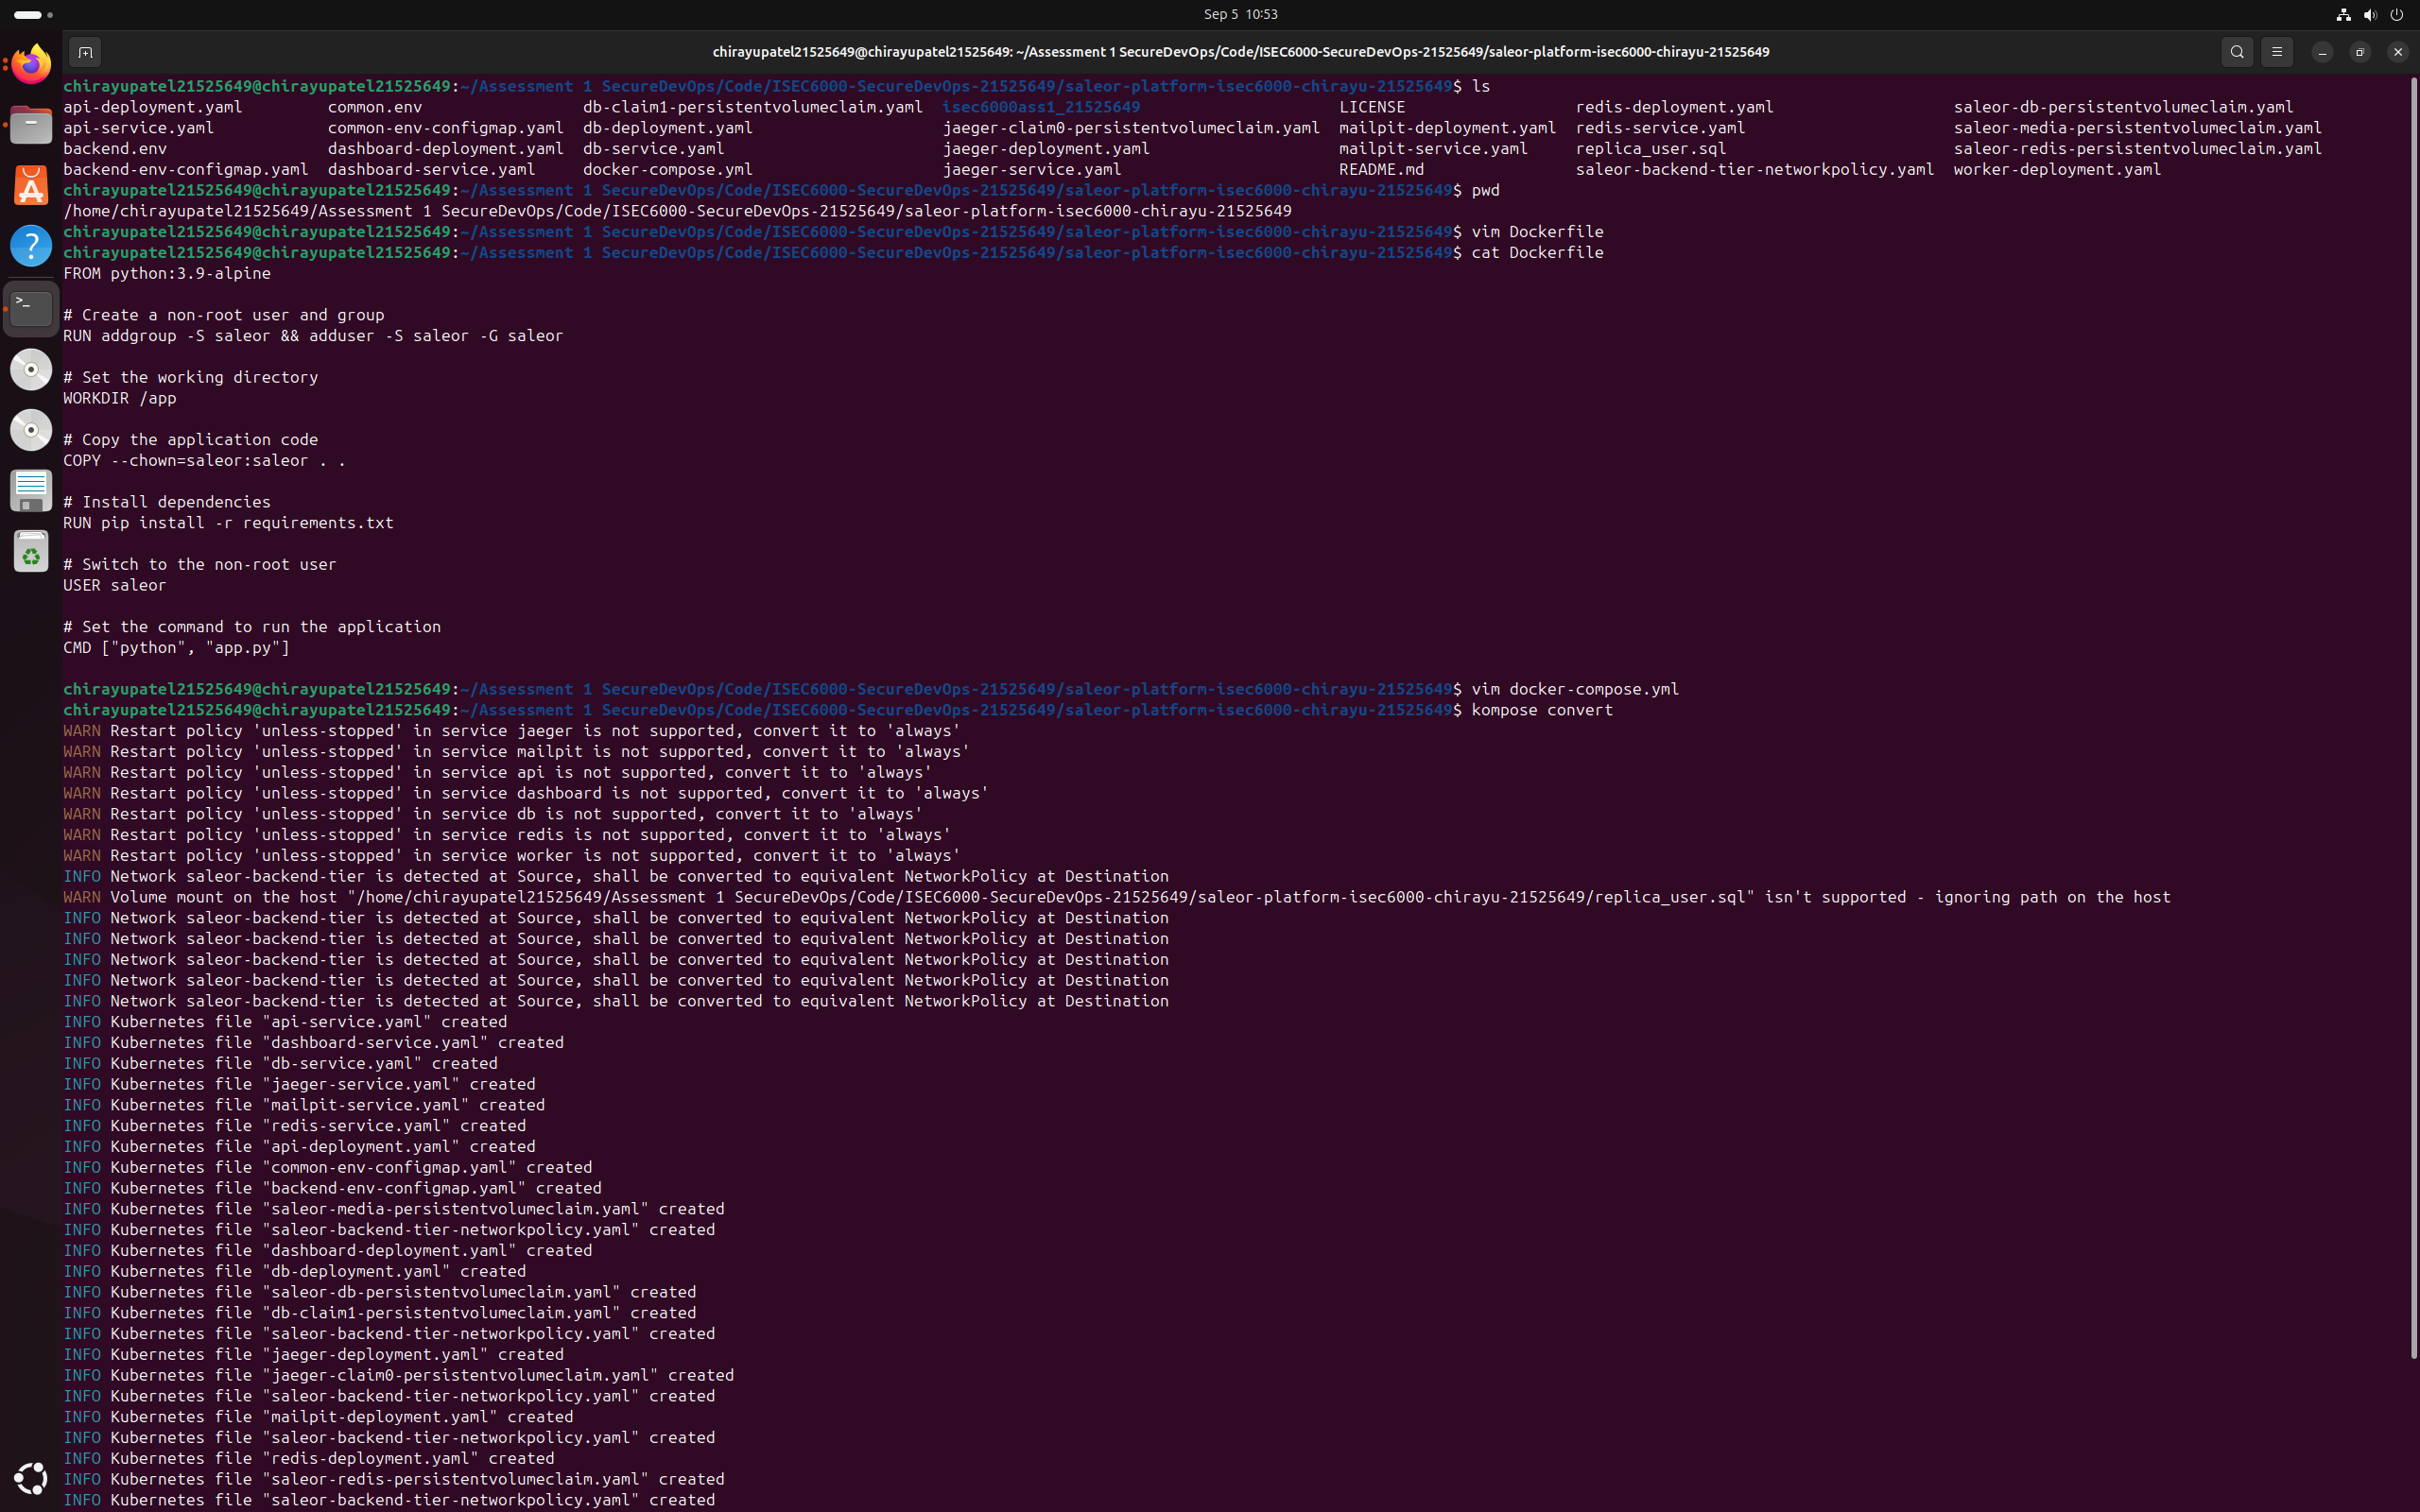 Sep 5 10:53
chirayupatel21525649@chirayupatel21525649: ~/Assessment 1 SecureDevOps/Code/ISEC6000-SecureDevOps-21525649/saleor-platform-isec6000-chirayu-21525649
chirayupatel21525649@chirayupatel21525649:~/Assessment 1 SecureDevOps/Code/ISEC6000-SecureDevOps-21525649/saleor-platform-isec6000-chirayu-21525649$ ls
api-deployment.yaml common.env db-claim1-persistentvolumeclaim.yaml isec6000ass1_21525649 LICENSE redis-deployment.yaml saleor-db-persistentvolumeclaim.yaml
api-service.yaml common-env-configmap.yaml db-deployment.yaml jaeger-claim0-persistentvolumeclaim.yaml mailpit-deployment.yaml redis-service.yaml saleor-media-persistentvolumeclaim.yaml
backend.env dashboard-deployment.yaml db-service.yaml jaeger-deployment.yaml mailpit-service.yaml replica_user.sql saleor-redis-persistentvolumeclaim.yaml
backend-env-configmap.yaml dashboard-service.yaml docker-compose.yml jaeger-service.yaml README.md saleor-backend-tier-networkpolicy.yaml worker-deployment.yaml
chirayupatel21525649@chirayupatel21525649:~/Assessment 1 SecureDevOps/Code/ISEC6000-SecureDevOps-21525649/saleor-platform-isec6000-chirayu-21525649$ pwd
/home/chirayupatel21525649/Assessment 1 SecureDevOps/Code/ISEC6000-SecureDevOps-21525649/saleor-platform-isec6000-chirayu-21525649
chirayupatel21525649@chirayupatel21525649:~/Assessment 1 SecureDevOps/Code/ISEC6000-SecureDevOps-21525649/saleor-platform-isec6000-chirayu-21525649$ vim Dockerfile
chirayupatel21525649@chirayupatel21525649:~/Assessment 1 SecureDevOps/Code/ISEC6000-SecureDevOps-21525649/saleor-platform-isec6000-chirayu-21525649$ cat Dockerfile
FROM python:3.9-alpine
# Create a non-root user and group
RUN addgroup -S saleor && adduser -S saleor -G saleor
# Set the working directory
WORKDIR /app
# Copy the application code
COPY --chown=saleor:saleor . .
# Install dependencies
RUN pip install -r requirements.txt
# Switch to the non-root user
USER saleor
# Set the command to run the application
CMD ["python", "app.py"]
chirayupatel21525649@chirayupatel21525649:~/Assessment 1 SecureDevOps/Code/ISEC6000-SecureDevOps-21525649/saleor-platform-isec6000-chirayu-21525649$ vim docker-compose.yml
chirayupatel21525649@chirayupatel21525649:~/Assessment 1 SecureDevOps/Code/ISEC6000-SecureDevOps-21525649/saleor-platform-isec6000-chirayu-21525649$ kompose convert
WARN Restart policy 'unless-stopped' in service jaeger is not supported, convert it to 'always'
WARN Restart policy 'unless-stopped' in service mailpit is not supported, convert it to 'always'
WARN Restart policy 'unless-stopped' in service api is not supported, convert it to 'always'
WARN Restart policy 'unless-stopped' in service dashboard is not supported, convert it to 'always'
WARN Restart policy 'unless-stopped' in service db is not supported, convert it to 'always'
WARN Restart policy 'unless-stopped' in service redis is not supported, convert it to 'always'
WARN Restart policy 'unless-stopped' in service worker is not supported, convert it to 'always'
INFO Network saleor-backend-tier is detected at Source, shall be converted to equivalent NetworkPolicy at Destination
WARN Volume mount on the host "/home/chirayupatel21525649/Assessment 1 SecureDevOps/Code/ISEC6000-SecureDevOps-21525649/saleor-platform-isec6000-chirayu-21525649/replica_user.sql" isn't supported - ignoring path on the host
INFO Network saleor-backend-tier is detected at Source, shall be converted to equivalent NetworkPolicy at Destination
INFO Network saleor-backend-tier is detected at Source, shall be converted to equivalent NetworkPolicy at Destination
INFO Network saleor-backend-tier is detected at Source, shall be converted to equivalent NetworkPolicy at Destination
INFO Network saleor-backend-tier is detected at Source, shall be converted to equivalent NetworkPolicy at Destination
INFO Network saleor-backend-tier is detected at Source, shall be converted to equivalent NetworkPolicy at Destination
INFO Kubernetes file "api-service.yaml" created
INFO Kubernetes file "dashboard-service.yaml" created
INFO Kubernetes file "db-service.yaml" created
INFO Kubernetes file "jaeger-service.yaml" created
INFO Kubernetes file "mailpit-service.yaml" created
INFO Kubernetes file "redis-service.yaml" created
INFO Kubernetes file "api-deployment.yaml" created
INFO Kubernetes file "common-env-configmap.yaml" created
INFO Kubernetes file "backend-env-configmap.yaml" created
INFO Kubernetes file "saleor-media-persistentvolumeclaim.yaml" created
INFO Kubernetes file "saleor-backend-tier-networkpolicy.yaml" created
INFO Kubernetes file "dashboard-deployment.yaml" created
INFO Kubernetes file "db-deployment.yaml" created
INFO Kubernetes file "saleor-db-persistentvolumeclaim.yaml" created
INFO Kubernetes file "db-claim1-persistentvolumeclaim.yaml" created
INFO Kubernetes file "saleor-backend-tier-networkpolicy.yaml" created
INFO Kubernetes file "jaeger-deployment.yaml" created
INFO Kubernetes file "jaeger-claim0-persistentvolumeclaim.yaml" created
INFO Kubernetes file "saleor-backend-tier-networkpolicy.yaml" created
INFO Kubernetes file "mailpit-deployment.yaml" created
INFO Kubernetes file "saleor-backend-tier-networkpolicy.yaml" created
INFO Kubernetes file "redis-deployment.yaml" created
INFO Kubernetes file "saleor-redis-persistentvolumeclaim.yaml" created
INFO Kubernetes file "saleor-backend-tier-networkpolicy.yaml" created